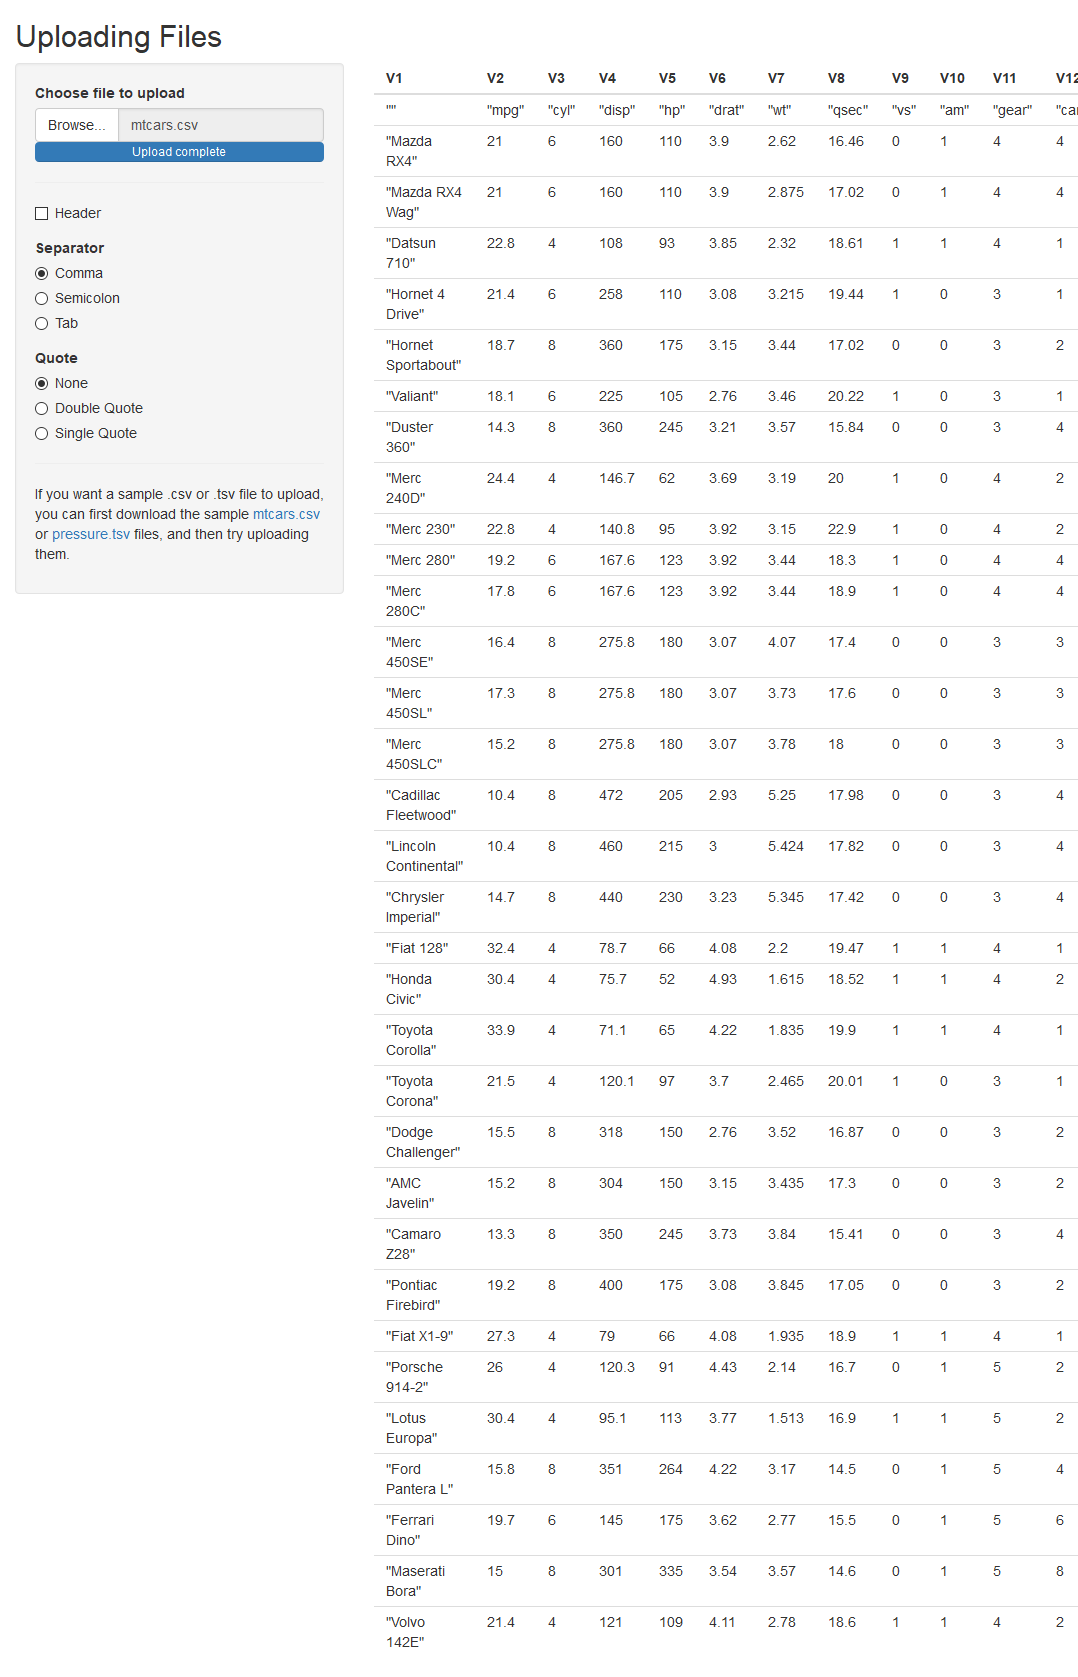 Uploading Files
Choose file to upload
Browse... mtcars.csv
Upload complete
Header
Separator
Comma
Semicolon
Tab
Quote
None
Double Quote
Single Quote
If you want a sample .csv or .tsv file to upload,
you can first download the sample mtcars.csv
or pressure.tsv files, and then try uploading
them.
V1 V2 V3 V4 V5 V6 V7 V8 V9 V10 V11 V12
"" "mpg" "cyl" "disp" "hp" "drat" "wt" "qsec" "vs" "am" "gear" "car
"Mazda 21 6 160 110 3.9 2.62 16.46 0 1 4 4
RX4"
"Mazda RX4 21 6 160 110 3.9 2.875 17.02 0 1 4 4
Wag"
"Datsun 22.8 4 108 93 3.85 2.32 18.61 1 1 4 1
710"
"Hornet 4 21.4 6 258 110 3.08 3.215 19.44 1 0 3 1
Drive"
"Hornet 18.7 8 360 175 3.15 3.44 17.02 0 0 3 2
Sportabout"
"Valiant" 18.1 6 225 105 2.76 3.46 20.22 1 0 3 1
"Duster 14.3 8 360 245 3.21 3.57 15.84 0 0 3 4
360"
"Merc 24.4 4 146.7 62 3.69 3.19 20 1 0 4 2
240D"
"Merc 230" 22.8 4 140.8 95 3.92 3.15 22.9 1 0 4 2
"Merc 280" 19.2 6 167.6 123 3.92 3.44 18.3 1 0 4 4
"Merc 17.8 6 167.6 123 3.92 3.44 18.9 1 0 4 4
280C"
"Merc 16.4 8 275.8 180 3.07 4.07 17.4 0 0 3 3
450SE"
"Merc 17.3 8 275.8 180 3.07 3.73 17.6 0 0 3 3
450SL"
"Merc 15.2 8 275.8 180 3.07 3.78 18 0 0 3 3
450SLC"
"Cadillac 10.4 8 472 205 2.93 5.25 17.98 0 0 3 4
Fleetwood"
"Lincoln 10.4 8 460 215 3 5.424 17.82 0 0 3 4
Continental"
"Chrysler 14.7 8 440 230 3.23 5.345 17.42 0 0 3 4
Imperial"
"Fiat 128" 32.4 4 78.7 66 4.08 2.2 19.47 1 1 4 1
"Honda 30.4 4 75.7 52 4.93 1.615 18.52 1 1 4 2
Civic"
"Toyota 33.9 4 71.1 65 4.22 1.835 19.9 1 1 4 1
Corolla"
"Toyota 21.5 4 120.1 97 3.7 2.465 20.01 1 0 3 1
Corona"
"Dodge 15.5 8 318 150 2.76 3.52 16.87 0 0 3 2
Challenger"
"AMC 15.2 8 304 150 3.15 3.435 17.3 0 0 3 2
Javelin"
"Camaro 13.3 8 350 245 3.73 3.84 15.41 0 0 3 4
Z28"
"Pontiac 19.2 8 400 175 3.08 3.845 17.05 0 0 3 2
Firebird"
"Fiat X1-9" 27.3 4 79 66 4.08 1.935 18.9 1 1 4 1
"Porsche 26 4 120.3 91 4.43 2.14 16.7 0 1 5 2
914-2"
"Lotus 30.4 4 95.1 113 3.77 1.513 16.9 1 1 5 2
Europa"
"Ford 15.8 8 351 264 4.22 3.17 14.5 0 1 5 4
Pantera L"
"Ferrari 19.7 6 145 175 3.62 2.77 15.5 0 1 5 6
Dino"
"Maserati 15 8 301 335 3.54 3.57 14.6 0 1 5 8
Bora"
"Volvo 21.4 4 121 109 4.11 2.78 18.6 1 1 4 2
142E"